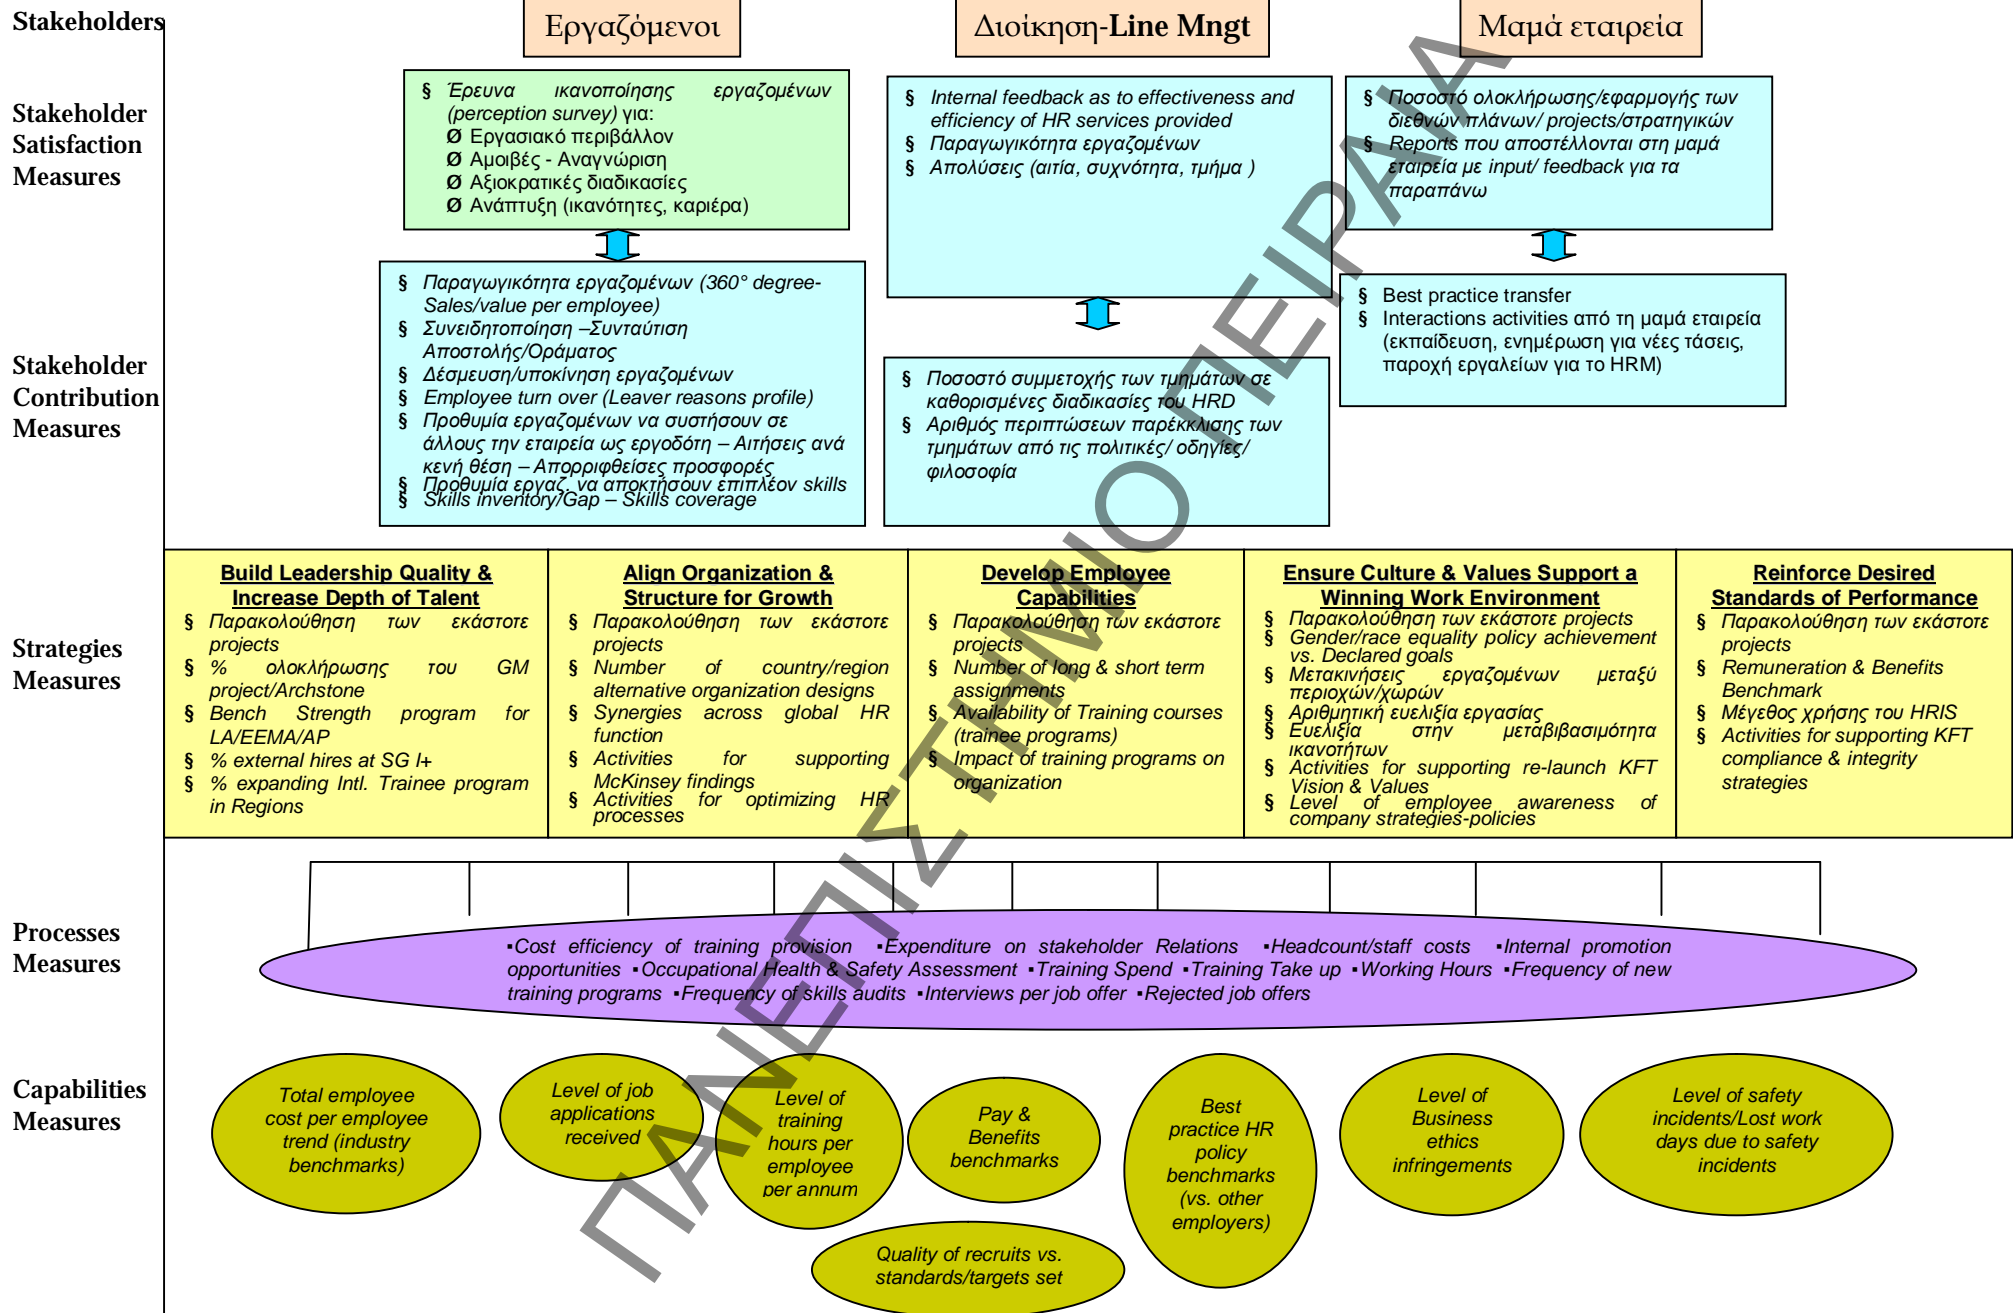 Stakeholders
Εργαζόμενοι
Διοίκηση-Line Mngt
Μαμά εταιρεία
Stakeholder
Satisfaction
Measures
§ Έρευνα ικανοποίησης εργαζομένων
(perception survey) για:
Ø Εργασιακό περιβάλλον
Ø Αμοιβές - Αναγνώριση
Ø Αξιοκρατικές διαδικασίες
Ø Ανάπτυξη (ικανότητες, καριέρα)
§ Internal feedback as to effectiveness and
efficiency of HR services provided
§ Παραγωγικότητα εργαζομένων
§ Απολύσεις (αιτία, συχνότητα, τμήμα )
§ Ποσοστό ολοκλήρωσης/εφαρμογής των
διεθνών πλάνων/ projects/στρατηγικών
§ Reports που αποστέλλονται στη μαμά
εταιρεία με input/ feedback για τα
παραπάνω
Stakeholder
Contribution
Measures
§ Παραγωγικότητα εργαζομένων (360° degree-
Sales/value per employee)
§ Συνειδητοποίηση –Συνταύτιση
Αποστολής/Οράματος
§ Δέσμευση/υποκίνηση εργαζομένων
§ Employee turn over (Leaver reasons profile)
§ Προθυμία εργαζομένων να συστήσουν σε
άλλους την εταιρεία ως εργοδότη – Αιτήσεις ανά
κενή θέση – Απορριφθείσες προσφορές
§ Προθυμία εργαζ. να αποκτήσουν επιπλέον skills
§ Skills inventory/Gap – Skills coverage
§ Ποσοστό συμμετοχής των τμημάτων σε
καθορισμένες διαδικασίες του HRD
§ Αριθμός περιπτώσεων παρέκκλισης των
τμημάτων από τις πολιτικές/ οδηγίες/
φιλοσοφία
§ Best practice transfer
§ Interactions activities από τη μαμά εταιρεία
(εκπαίδευση, ενημέρωση για νέες τάσεις,
παροχή εργαλείων για το HRM)
Strategies
Measures
Build Leadership Quality &
Increase Depth of Talent
§ Παρακολούθηση των εκάστοτε
projects
§ % ολοκλήρωσης του GM
project/Archstone
§ Bench Strength program for
LA/EEMA/AP
§ % external hires at SG I+
§ % expanding Intl. Trainee program
in Regions
Align Organization &
Structure for Growth
§ Παρακολούθηση των εκάστοτε
projects
§ Number of country/region
alternative organization designs
§ Synergies across global HR
function
§ Activities for supporting
McKinsey findings
§ Activities for optimizing HR
processes
Develop Employee
Capabilities
§ Παρακολούθηση των εκάστοτε
projects
§ Number of long & short term
assignments
§ Availability of Training courses
(trainee programs)
§ Impact of training programs on
organization
Ensure Culture & Values Support a
Winning Work Environment
§ Παρακολούθηση των εκάστοτε projects
§ Gender/race equality policy achievement
vs. Declared goals
§ Μετακινήσεις εργαζομένων μεταξύ
περιοχών/χωρών
§ Αριθμητική ευελιξία εργασίας
§ Ευελιξία στην μεταβιβασιμότητα
ικανοτήτων
§ Activities for supporting re-launch KFT
Vision & Values
§ Level of employee awareness of
company strategies-policies
Reinforce Desired
Standards of Performance
§ Παρακολούθηση των εκάστοτε
projects
§ Remuneration & Benefits
Benchmark
§ Μέγεθος χρήσης του HRIS
§ Activities for supporting KFT
compliance & integrity
strategies
Processes
Measures
▪Cost efficiency of training provision ▪Expenditure on stakeholder Relations ▪Headcount/staff costs ▪Internal promotion
opportunities ▪Occupational Health & Safety Assessment ▪Training Spend ▪Training Take up ▪Working Hours ▪Frequency of new
training programs ▪Frequency of skills audits ▪Interviews per job offer ▪Rejected job offers
Capabilities
Measures
Total employee
cost per employee
trend (industry
benchmarks)
Level of job
applications
received
Level of
training
hours per
employee
per annum
Pay &
Benefits
benchmarks
Best
practice HR
policy
benchmarks
(vs. other
employers)
Level of
Business
ethics
infringements
Level of safety
incidents/Lost work
days due to safety
incidents
Quality of recruits vs.
standards/targets set
ΠΑΝΕΠΙΣΤΗΜΙΟ ΠΕΙΡΑΙΑ